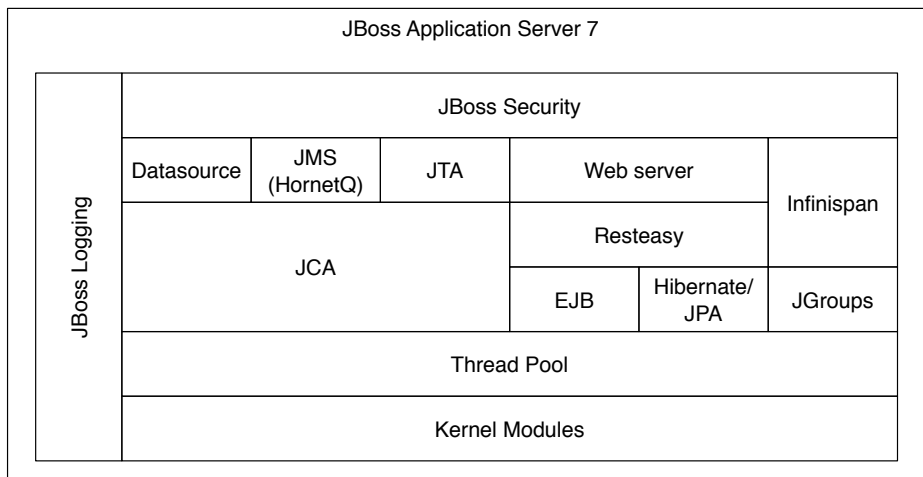 JBoss Application Server 7
JBoss Logging
JBoss Security
Datasource
JMS
(HornetQ)
JTA
Web server
Infinispan
JCA
Resteasy
EJB
Hibernate/
JPA
JGroups
Thread Pool
Kernel Modules